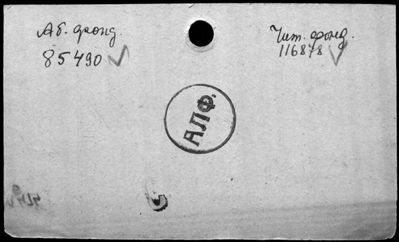 Аб. фонд.
85490
Чит. фонд.
116878
АЛФ.